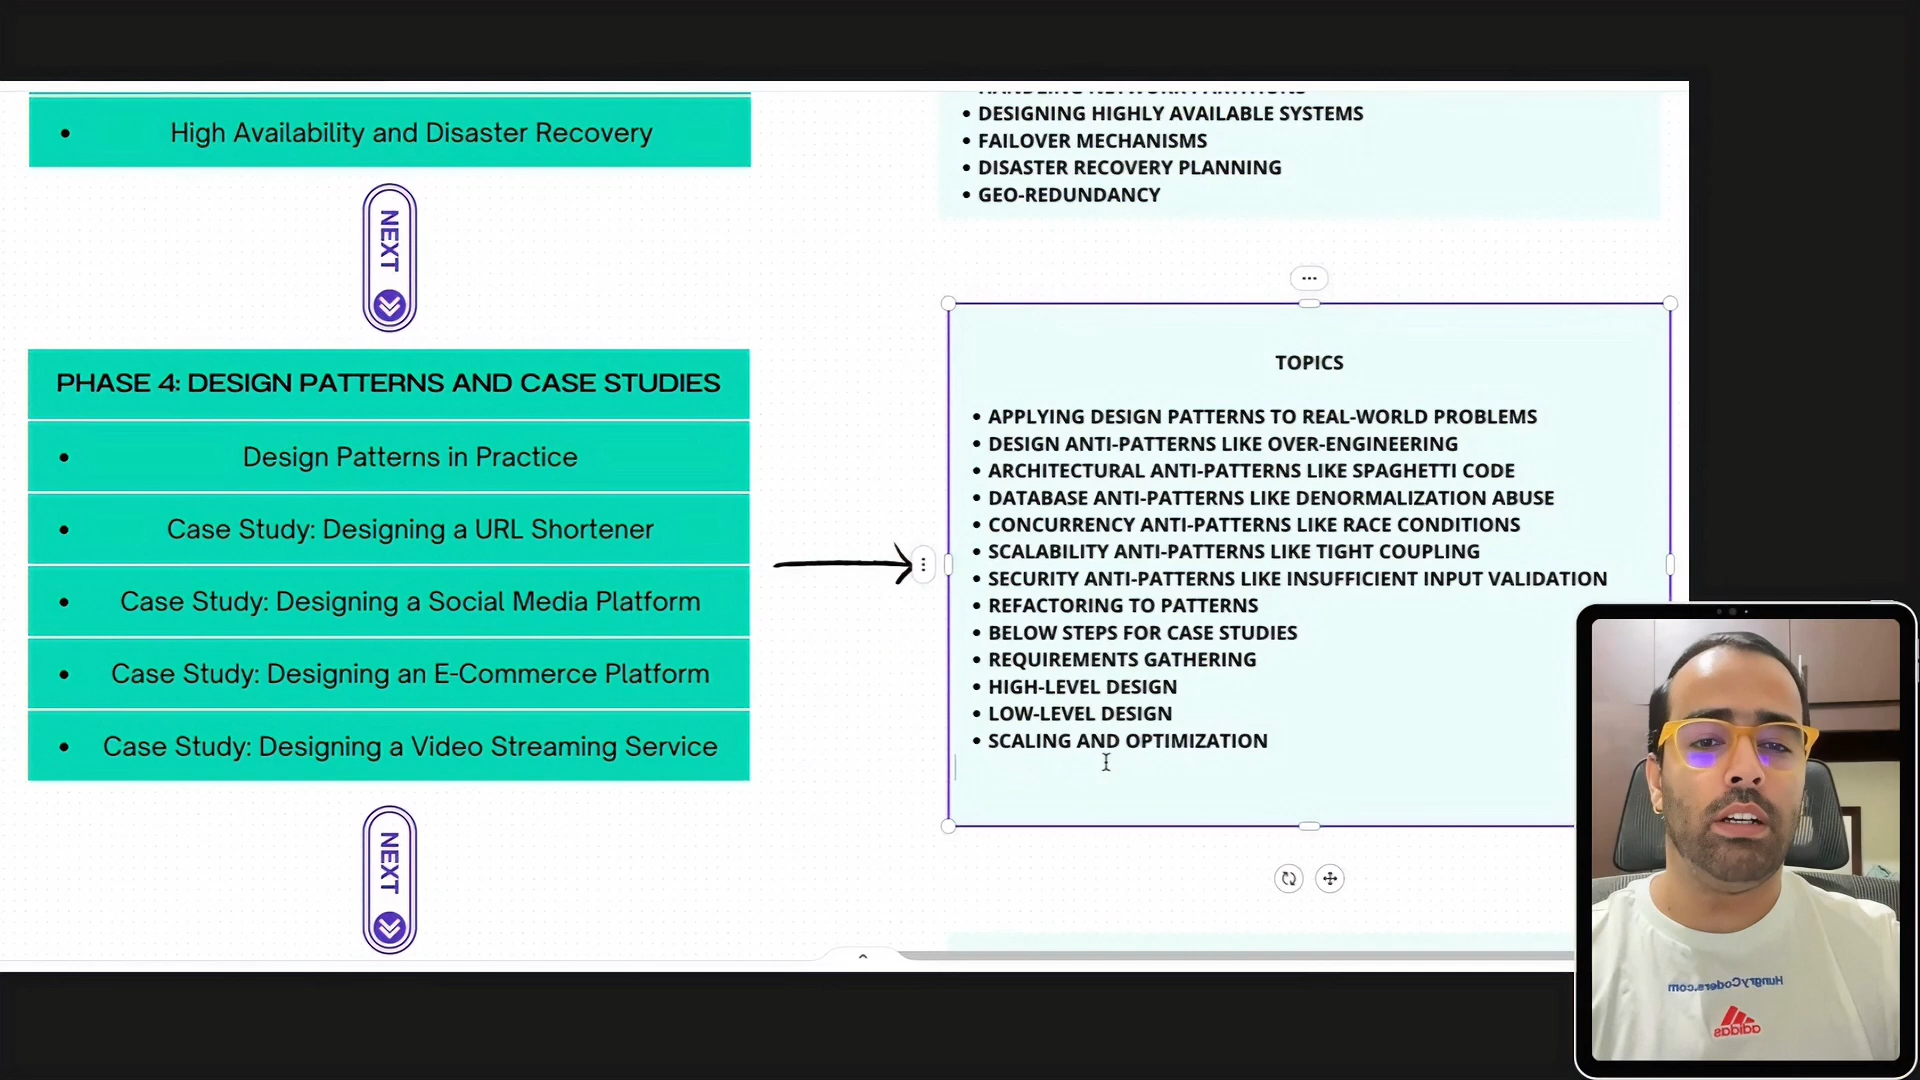 High Availability and Disaster Recovery
NEXT
PHASE 4: DESIGN PATTERNS AND CASE STUDIES
Design Patterns in Practice
Case Study: Designing a URL Shortener
Case Study: Designing a Social Media Platform
Case Study: Designing an E-Commerce Platform
Case Study: Designing a Video Streaming Service
NEXT
HANDLING NETWORK PARTITIONS
• DESIGNING HIGHLY AVAILABLE SYSTEMS
• FAILOVER MECHANISMS
• DISASTER RECOVERY PLANNING
• GEO-REDUNDANCY
TOPICS
• APPLYING DESIGN PATTERNS TO REAL-WORLD PROBLEMS
• DESIGN ANTI-PATTERNS LIKE OVER-ENGINEERING
• ARCHITECTURAL ANTI-PATTERNS LIKE SPAGHETTI CODE
• DATABASE ANTI-PATTERNS LIKE DENORMALIZATION ABUSE
• CONCURRENCY ANTI-PATTERNS LIKE RACE CONDITIONS
• SCALABILITY ANTI-PATTERNS LIKE TIGHT COUPLING
• SECURITY ANTI-PATTERNS LIKE INSUFFICIENT INPUT VALIDATION
• REFACTORING TO PATTERNS
• BELOW STEPS FOR CASE STUDIES
• REQUIREMENTS GATHERING
• HIGH-LEVEL DESIGN
• LOW-LEVEL DESIGN
• SCALING AND OPTIMIZATION
HungryCoders.com
adidas